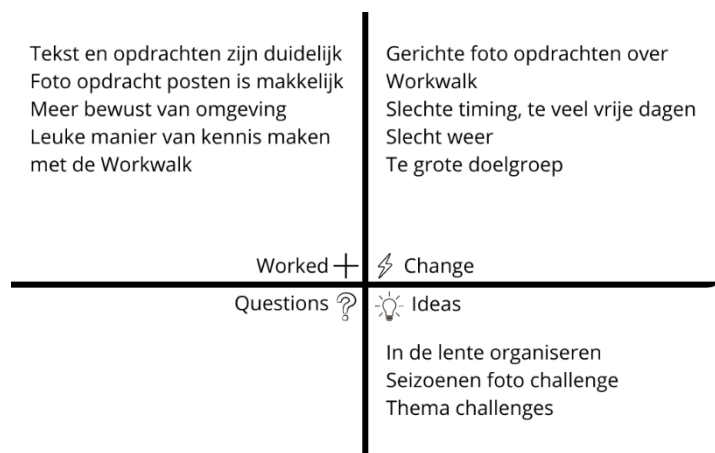 Tekst en opdrachten zijn duidelijk
Foto opdracht posten is makkelijk
Meer bewust van omgeving
Leuke manier van kennis maken
met de Workwalk
Worked
Gerichte foto opdrachten over
Workwalk
Slechte timing, te veel vrije dagen
Slecht weer
Te grote doelgroep
Change
Questions
Ideas
In de lente organiseren
Seizoenen foto challenge
Thema challenges